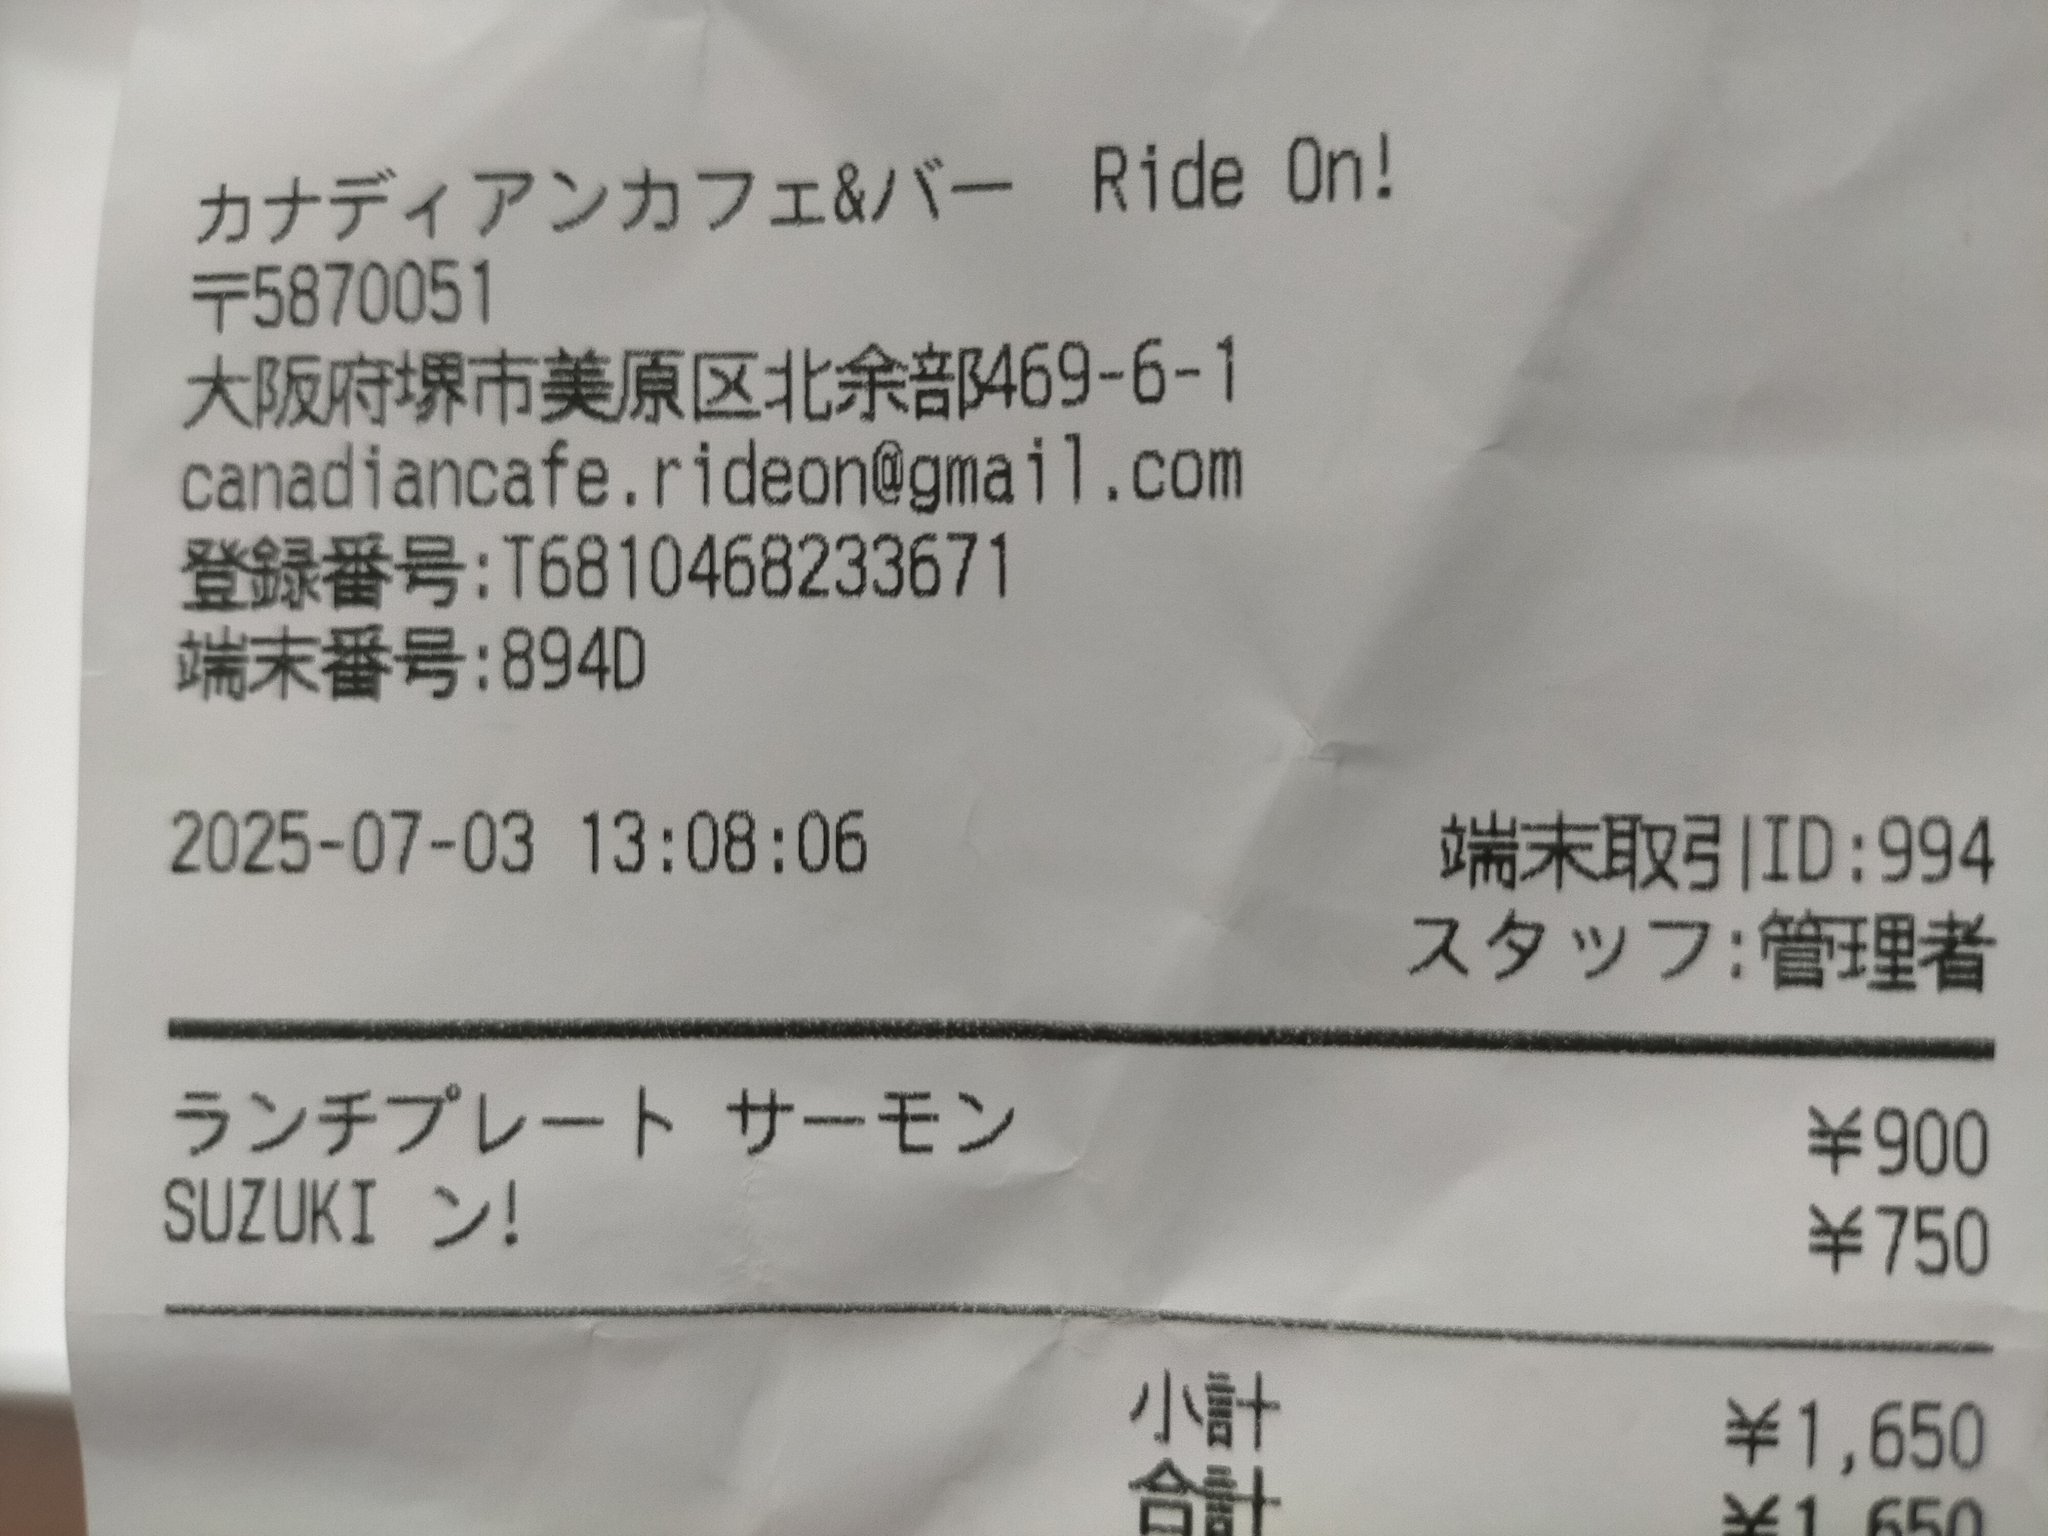 カナディアンカフェ&バー　Ride On!
〒5870051
大阪府堺市美原区北余部469-6-1
canadiancafe.rideon@gmail.com
登録番号:T6810468233671
端末番号:894D
2025-07-03 13:08:06 端末取引ID:994
スタッフ:管理者
ランチプレート サーモン ¥900
SUZUKI ン! ¥750
小計 ¥1,650
合計 ¥1,650